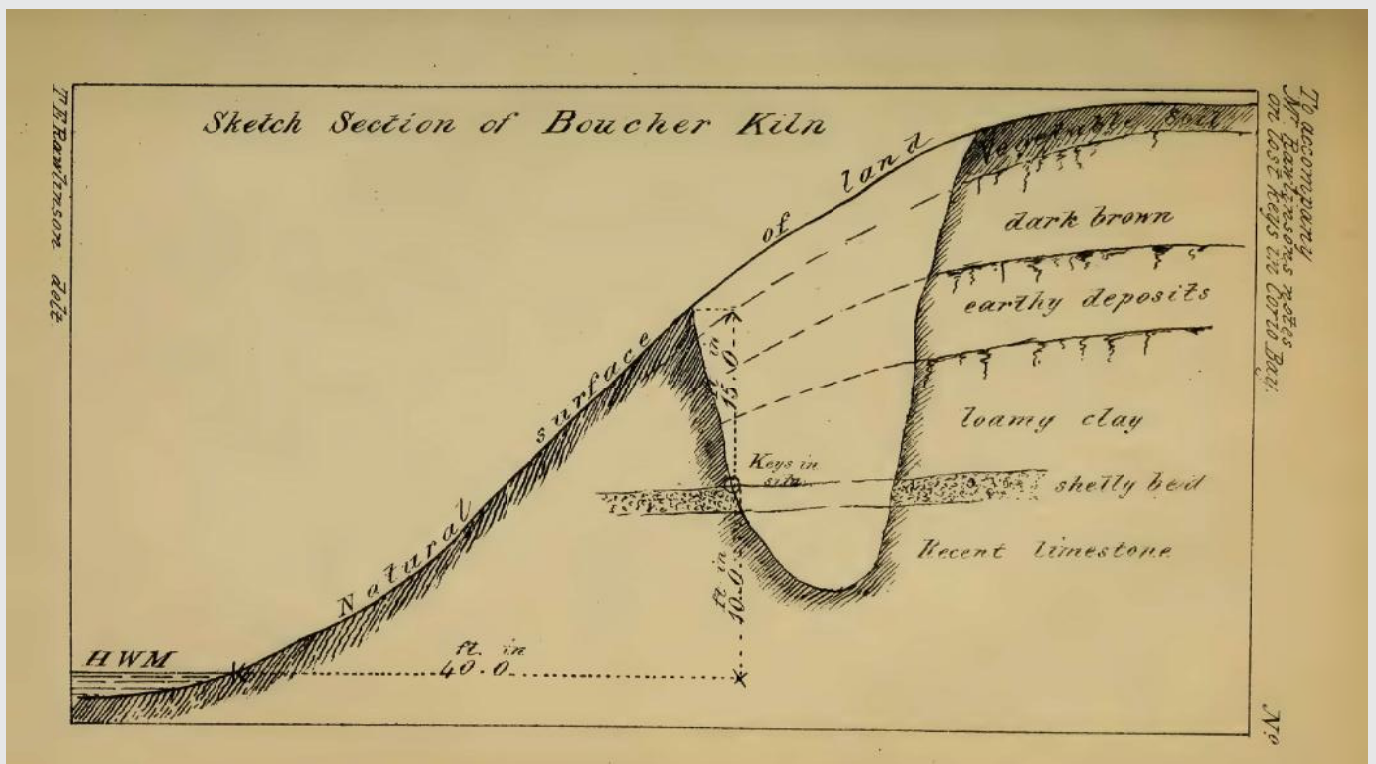 Sketch Section of Boucher Kiln
T E Rawlinson delt.
To accompany
Mr Rawlinsons notes
on lost keys in Corio Bay.
Natural surface of land
Vegetable Soil
dark brown
earthy deposits
loamy clay
shelly bed
Recent limestone
ft in
15.0
Keys in
situ
ft in
10.0
ft. in
40.0
HWM
No